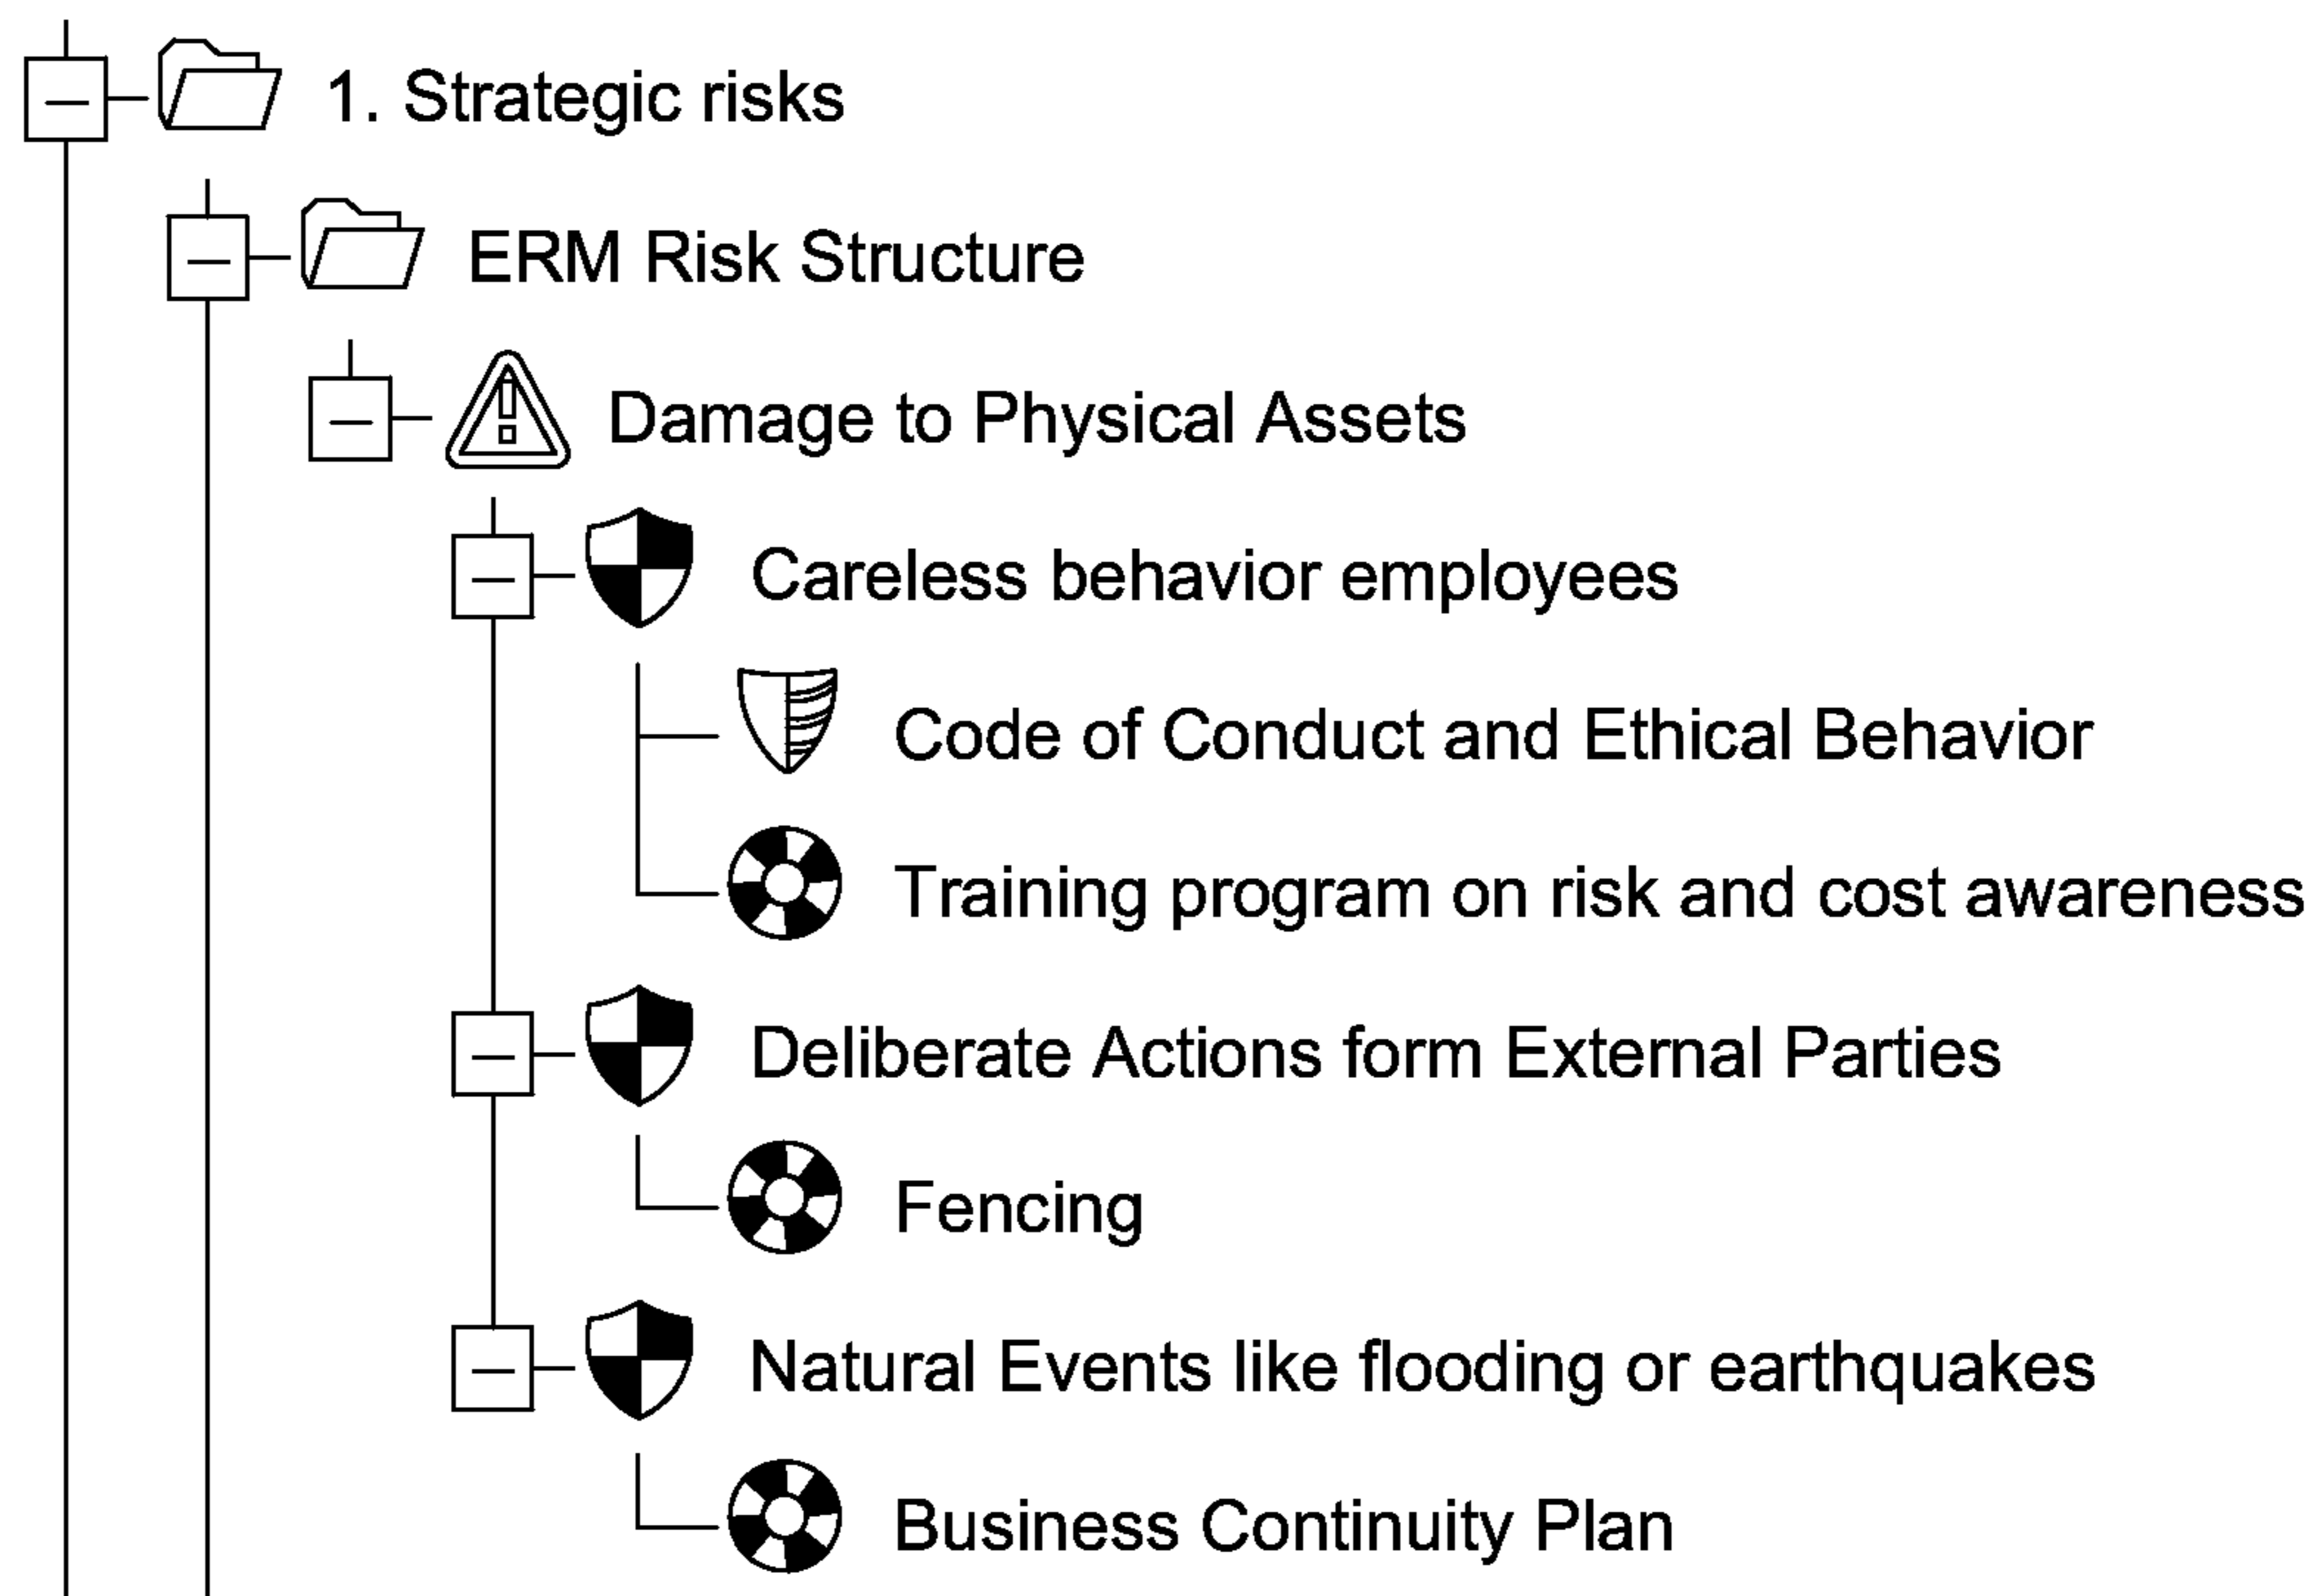 1. Strategic risks
ERM Risk Structure
Damage to Physical Assets
Careless behavior employees
Code of Conduct and Ethical Behavior
Training program on risk and cost awareness
Deliberate Actions form External Parties
Fencing
Natural Events like flooding or earthquakes
Business Continuity Plan